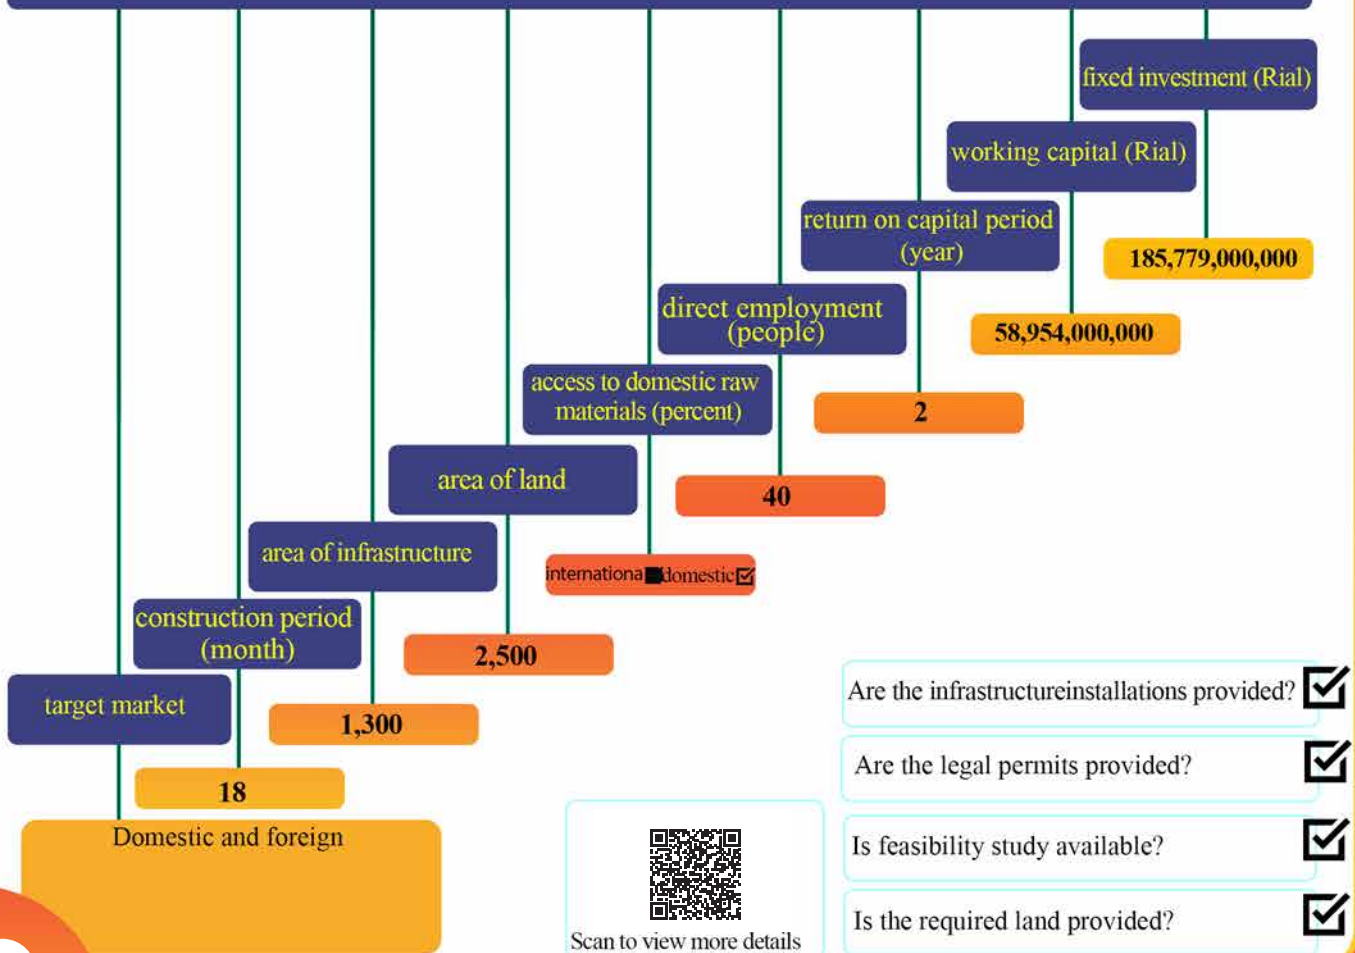 fixed investment (Rial)
185,779,000,000
working capital (Rial)
58,954,000,000
return on capital period
(year)
2
direct employment
(people)
40
access to domestic raw
materials (percent)
internationa domestic
area of land
2,500
area of infrastructure
1,300
construction period
(month)
18
target market
Domestic and foreign
Are the infrastructureinstallations provided?
Are the legal permits provided?
Is feasibility study available?
Is the required land provided?
Scan to view more details